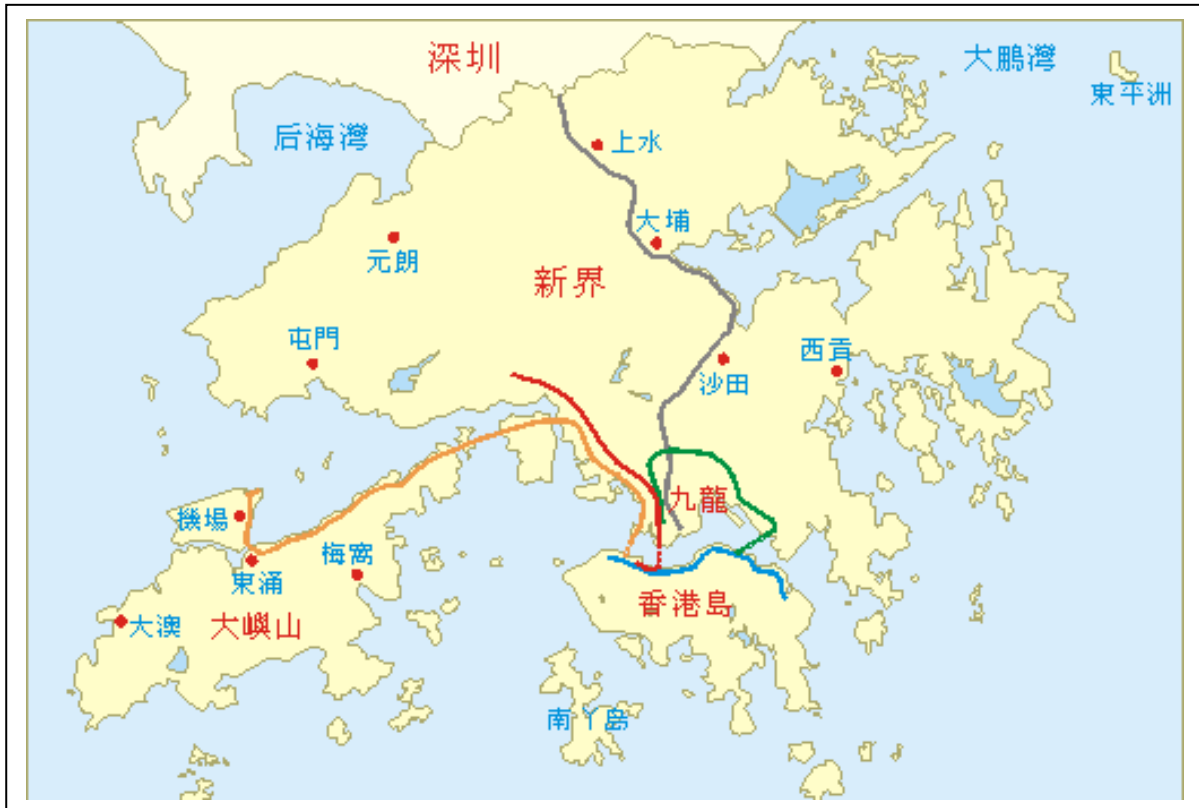 深圳
大鵬灣
東平洲
后海灣
上水
大埔
元朗
新界
屯門
西貢
沙田
九龍
機場
東涌
梅窩
大澳
大嶼山
香港島
南丫島